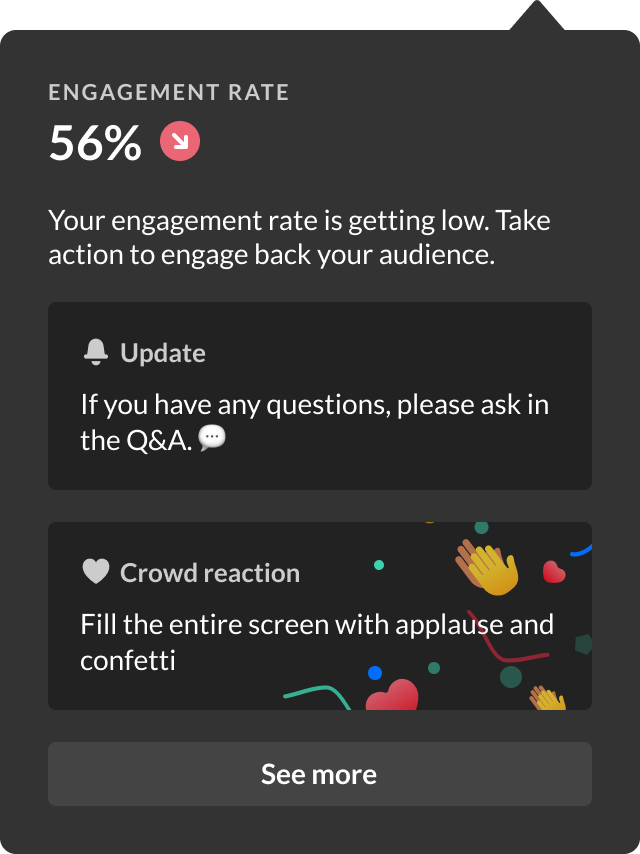 ENGAGEMENT RATE
56%
Your engagement rate is getting low. Take
action to engage back your audience.
Update
If you have any questions, please ask in
the Q&A. 💬
Crowd reaction
Fill the entire screen with applause and
confetti
See more